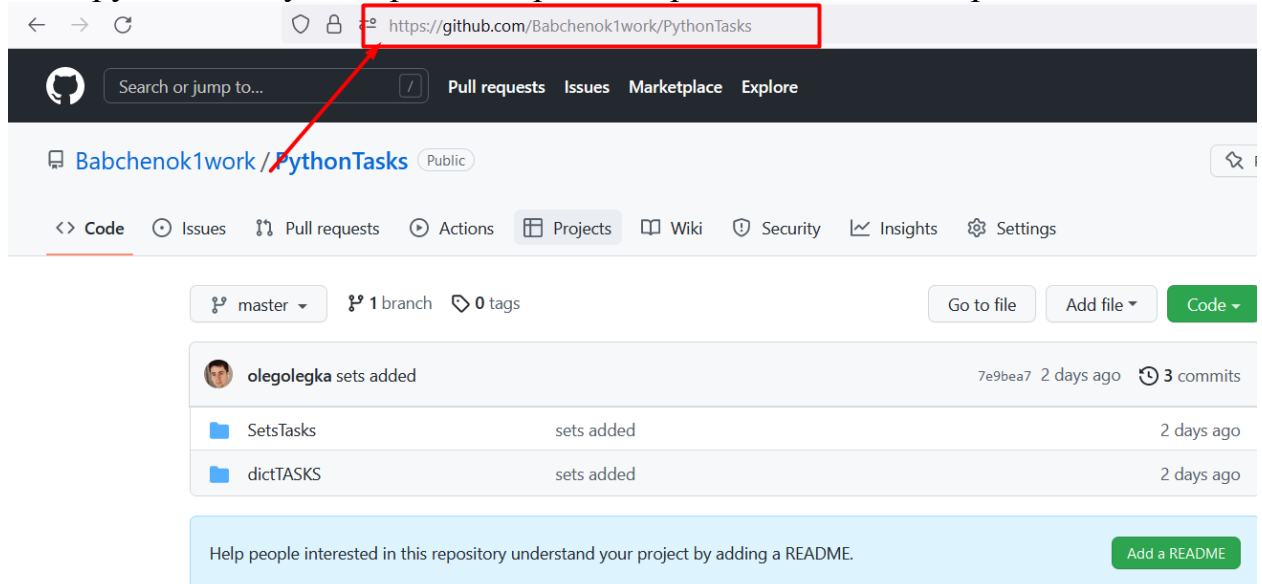 https://github.com/Babchenok1work/PythonTasks
Search or jump to... / Pull requests Issues Marketplace Explore
Babchenok1work / PythonTasks Public
<> Code Issues Pull requests Actions Projects Wiki Security Insights Settings
master 1 branch 0 tags Go to file Add file Code
olegolegka sets added 7e9bea7 2 days ago 3 commits
SetsTasks sets added 2 days ago
dictTASKS sets added 2 days ago
Help people interested in this repository understand your project by adding a README. Add a README